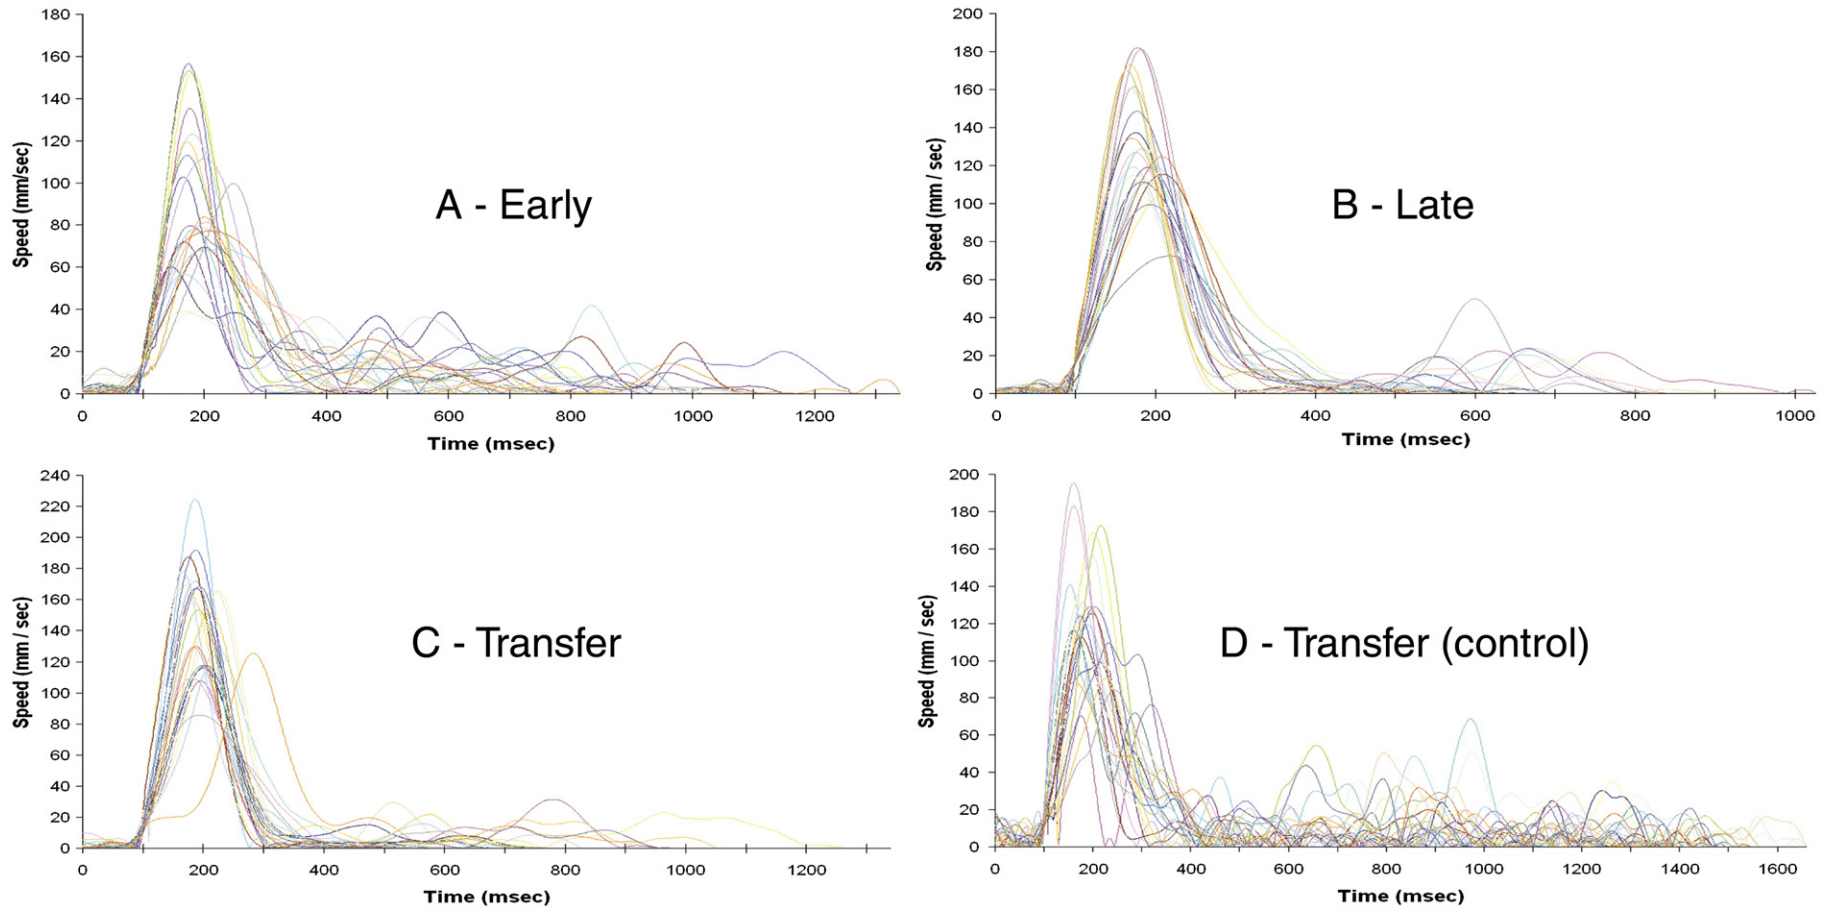 180
160
140
120
100
80
60
40
20
0
Speed (mm/sec)
A - Early
0 200 400 600 800 1000 1200
Time (msec)
200
180
160
140
120
100
80
60
40
20
0
Speed (mm / sec)
B - Late
0 200 400 600 800 1000
Time (msec)
240
220
200
180
160
140
120
100
80
60
40
20
0
Speed (mm / sec)
C - Transfer
0 200 400 600 800 1000 1200
Time (msec)
200
180
160
140
120
100
80
60
40
20
0
Speed (mm / sec)
D - Transfer (control)
0 200 400 600 800 1000 1200 1400 1600
Time (msec)